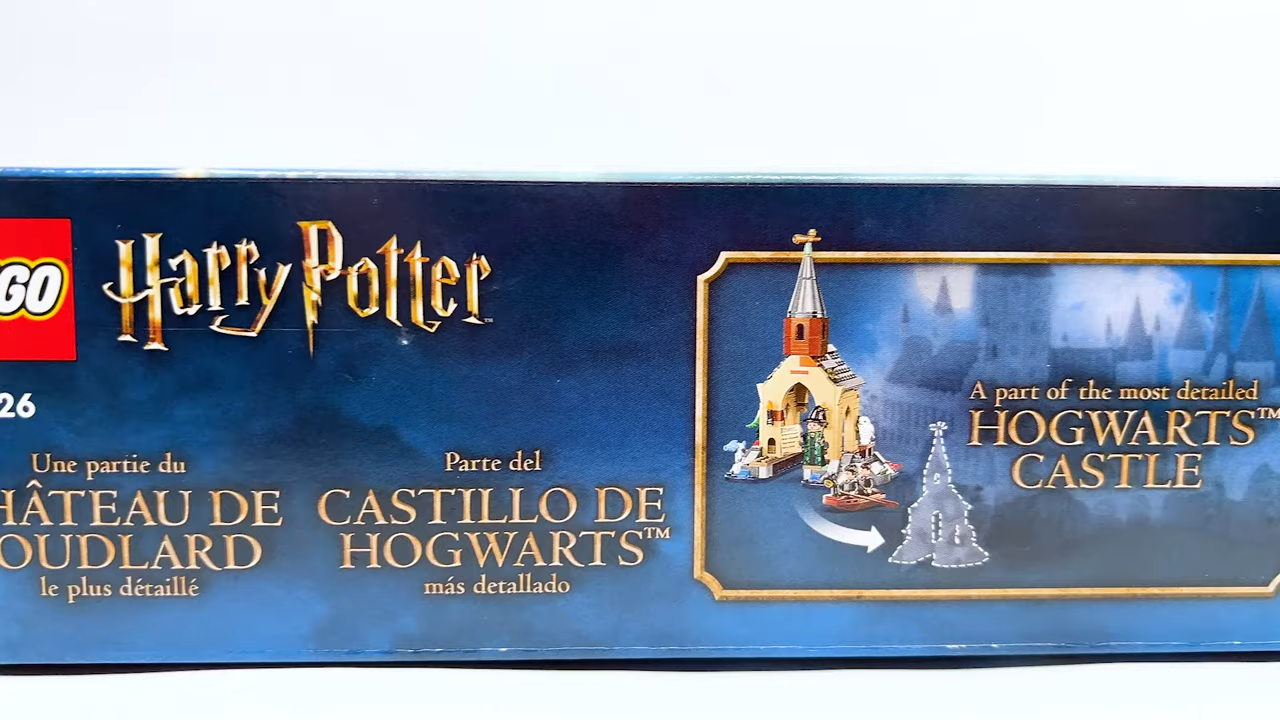 GO
Harry Potter™
26
Une partie du
HÂTEAU DE
OUDLARD
le plus détaillé
Parte del
CASTILLO DE
HOGWARTS™
más detallado
A part of the most detailed
HOGWARTS™
CASTLE